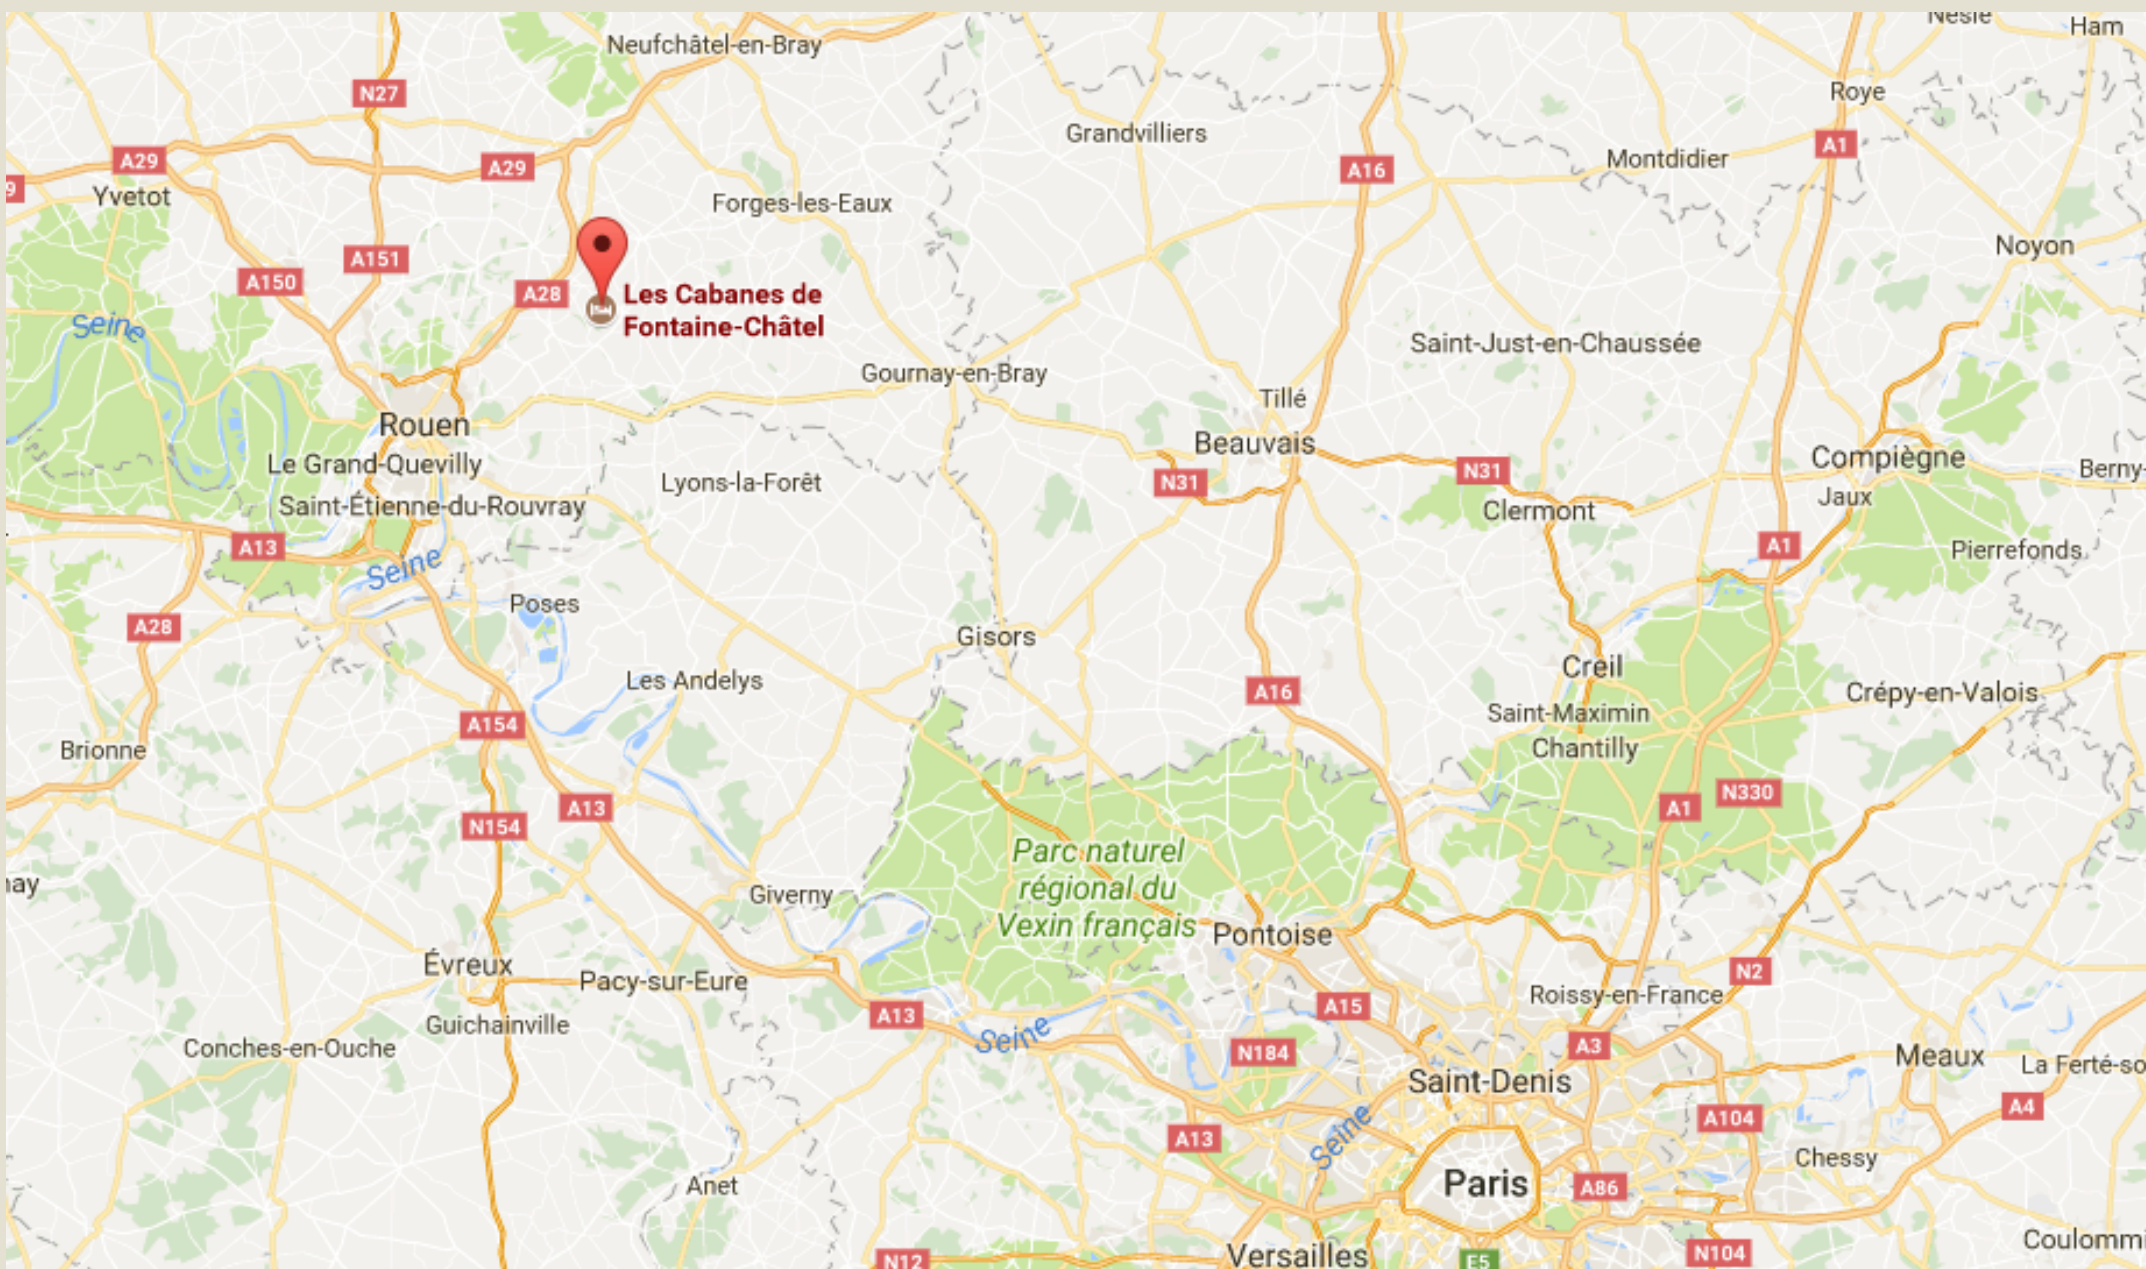 Nesle
Ham
Neufchâtel-en-Bray
N27
Roye
Grandvilliers
A1
A29
A29
A16
Montdidier
9
Yvetot
Forges-les-Eaux
Noyon
A151
A150
A28
Les Cabanes de
Fontaine-Châtel
Seine
Saint-Just-en-Chaussée
Gournay-en-Bray
Tillé
Rouen
Beauvais
Compiègne
Le Grand-Quevilly
N31
Berny-
Lyons-la-Forêt
N31
Jaux
Saint-Étienne-du-Rouvray
Clermont
A13
A1
Pierrefonds
Seine
Poses
A28
Gisors
Creil
Les Andelys
A16
Crépy-en-Valois
Saint-Maximin
A154
Brionne
Chantilly
N330
A13
A1
N154
Parc naturel
régional du
Vexin français
nay
Giverny
Pontoise
Évreux
N2
Pacy-sur-Eure
Roissy-en-France
A15
A13
Guichainville
Seine
Conches-en-Ouche
A3
N184
Meaux
La Ferté-so
Saint-Denis
A4
A104
Seine
A13
Chessy
Paris
Anet
A86
Coulommi
Versailles
N104
N12
E5